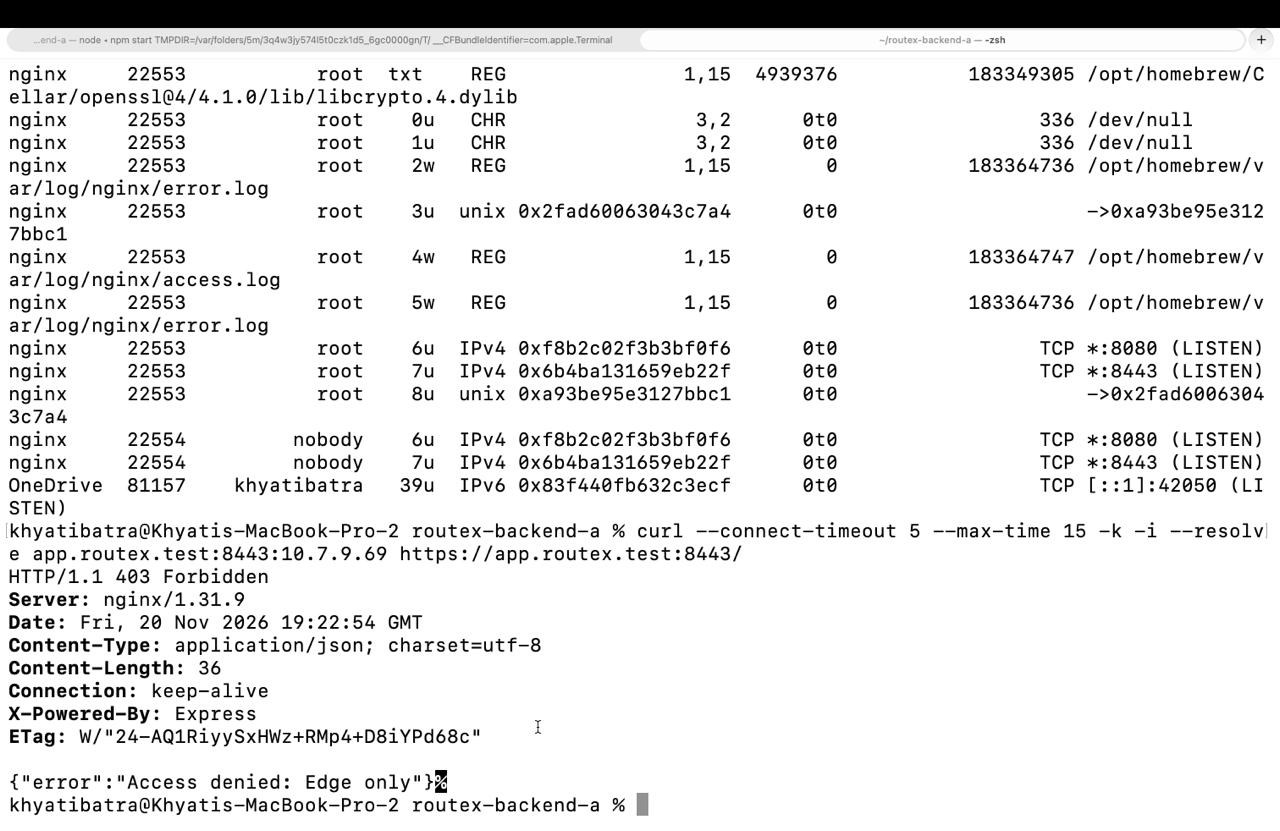 ...end-a — node • npm start TMPDIR=/var/folders/5m/3q4w3jy574l5t0czk1d5_6gc0000gn/T/ __CFBundleIdentifier=com.apple.Terminal
~/routex-backend-a — -zsh
+
nginx 22553 root txt REG 1,15 4939376 183349305 /opt/homebrew/C
ellar/openssl@4/4.1.0/lib/libcrypto.4.dylib
nginx 22553 root 0u CHR 3,2 0t0 336 /dev/null
nginx 22553 root 1u CHR 3,2 0t0 336 /dev/null
nginx 22553 root 2w REG 1,15 0 183364736 /opt/homebrew/v
ar/log/nginx/error.log
nginx 22553 root 3u unix 0x2fad60063043c7a4 0t0 ->0xa93be95e312
7bbc1
nginx 22553 root 4w REG 1,15 0 183364747 /opt/homebrew/v
ar/log/nginx/access.log
nginx 22553 root 5w REG 1,15 0 183364736 /opt/homebrew/v
ar/log/nginx/error.log
nginx 22553 root 6u IPv4 0xf8b2c02f3b3bf0f6 0t0 TCP *:8080 (LISTEN)
nginx 22553 root 7u IPv4 0x6b4ba131659eb22f 0t0 TCP *:8443 (LISTEN)
nginx 22553 root 8u unix 0xa93be95e3127bbc1 0t0 ->0x2fad6006304
3c7a4
nginx 22554 nobody 6u IPv4 0xf8b2c02f3b3bf0f6 0t0 TCP *:8080 (LISTEN)
nginx 22554 nobody 7u IPv4 0x6b4ba131659eb22f 0t0 TCP *:8443 (LISTEN)
OneDrive 81157 khyatibatra 39u IPv6 0x83f440fb632c3ecf 0t0 TCP [::1]:42050 (LI
STEN)
khyatibatra@Khyatis-MacBook-Pro-2 routex-backend-a % curl --connect-timeout 5 --max-time 15 -k -i --resolv
e app.routex.test:8443:10.7.9.69 https://app.routex.test:8443/
HTTP/1.1 403 Forbidden
Server: nginx/1.31.9
Date: Fri, 20 Nov 2026 19:22:54 GMT
Content-Type: application/json; charset=utf-8
Content-Length: 36
Connection: keep-alive
X-Powered-By: Express
ETag: W/"24-AQ1RiyySxHWz+RMp4+D8iYPd68c"
{"error":"Access denied: Edge only"}%
khyatibatra@Khyatis-MacBook-Pro-2 routex-backend-a %